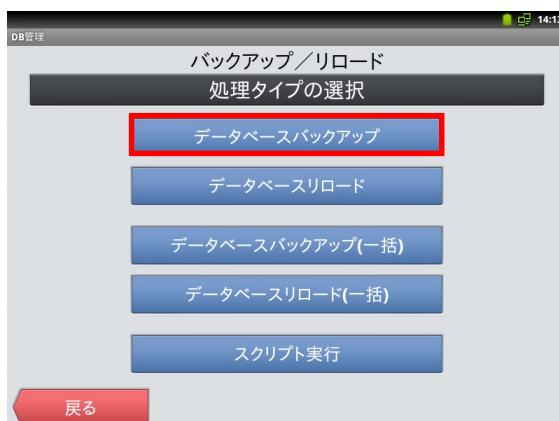 14:13
DB管理
バックアップ／リロード
処理タイプの選択
データベースバックアップ
データベースリロード
データベースバックアップ(一括)
データベースリロード(一括)
スクリプト実行
戻る